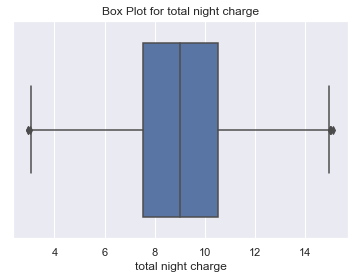 Box Plot for total night charge
4 6 8 10 12 14
total night charge